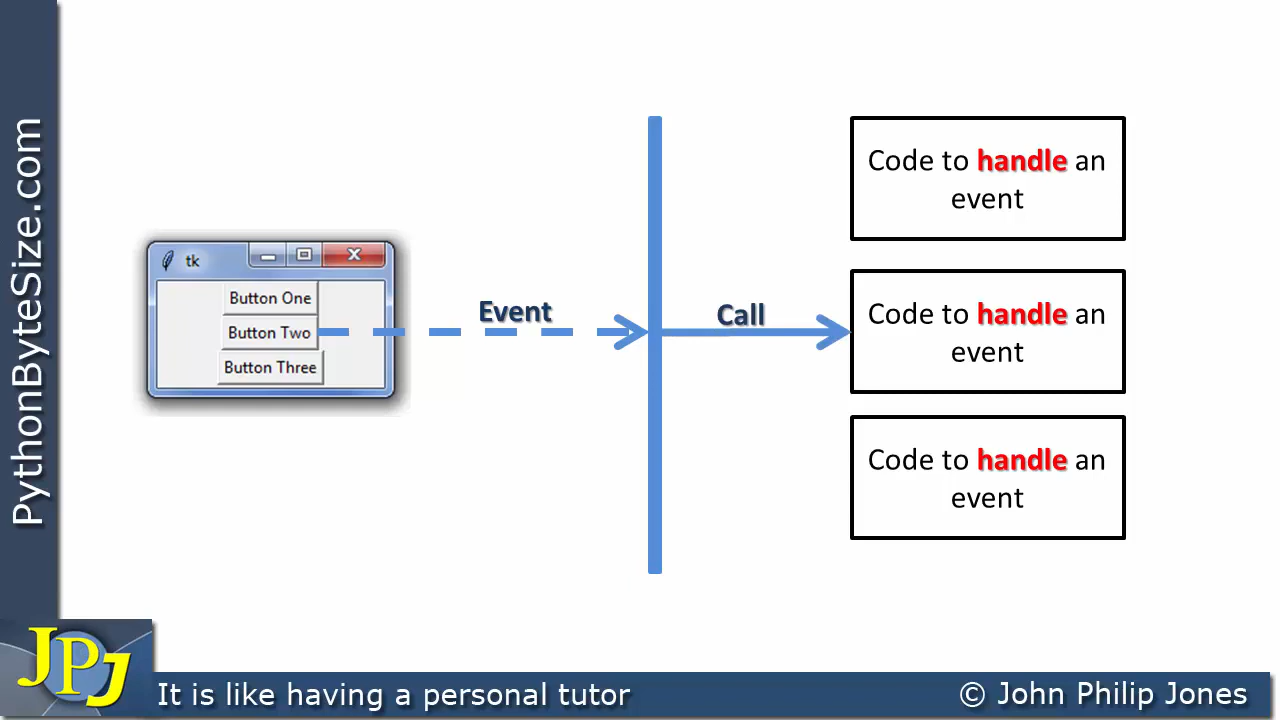 PythonByteSize.com
tk
Button One
Button Two
Button Three
Event
Call
Code to handle an
event
Code to handle an
event
Code to handle an
event
JPJ
It is like having a personal tutor
© John Philip Jones